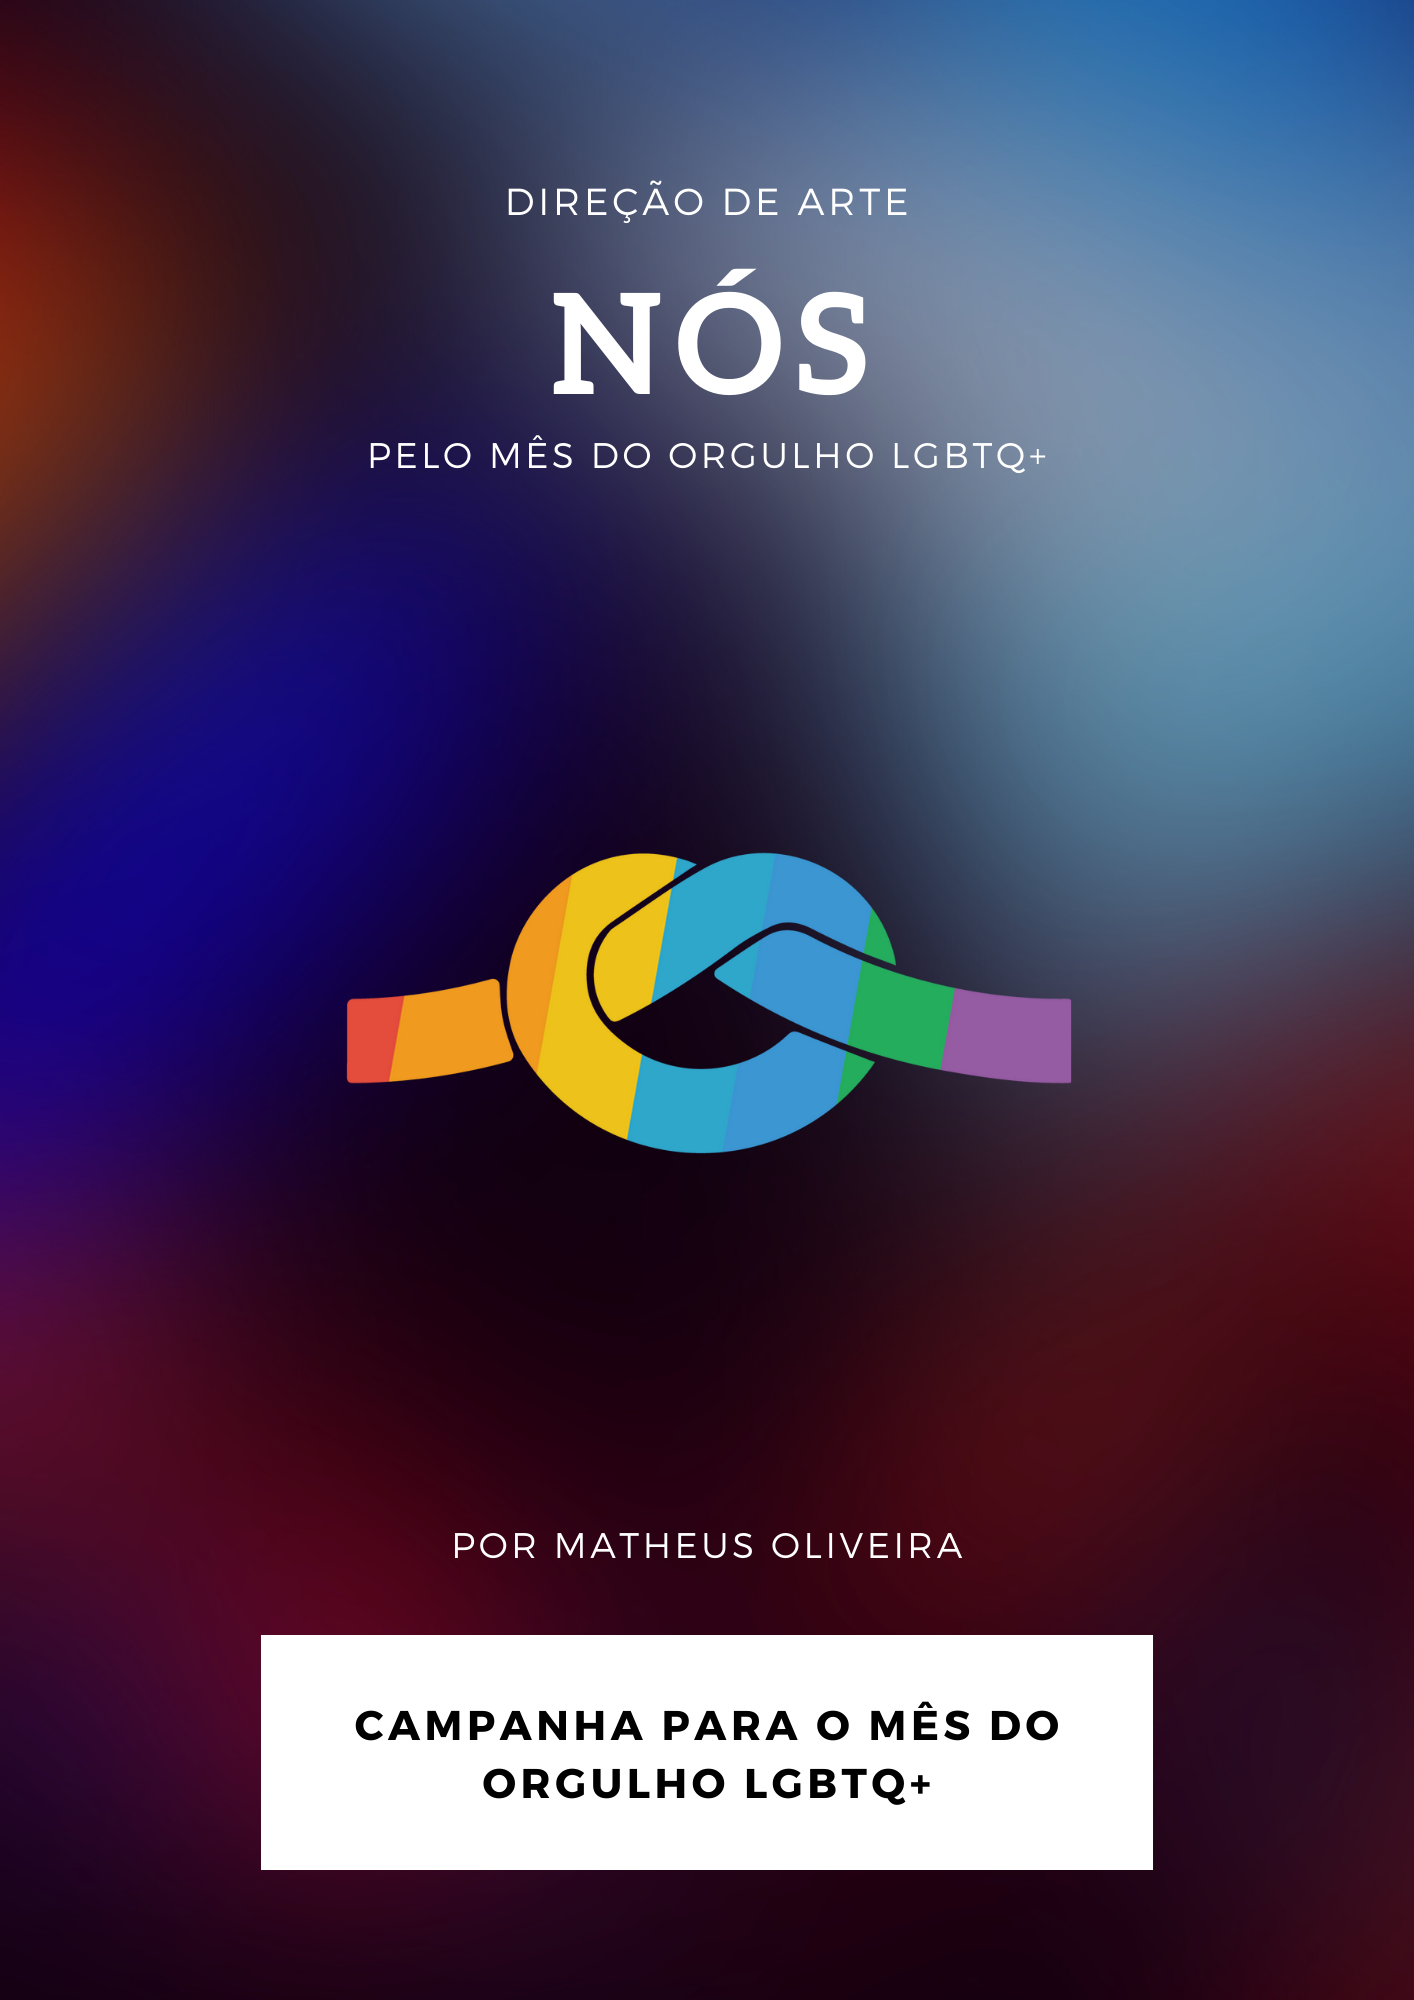 DIREÇÃO DE ARTE
NÓS
PELO MÊS DO ORGULHO LGBTQ+
POR MATHEUS OLIVEIRA
CAMPANHA PARA O MÊS DO
ORGULHO LGBTQ+